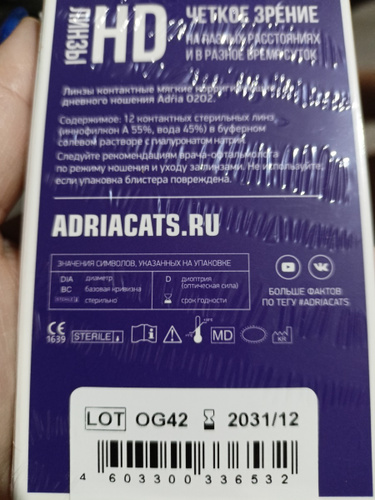 ЛИНЗЫ HD
ЧЕТКОЕ ЗРЕНИЕ
НА РАЗНЫХ РАССТОЯНИЯХ
И В РАЗНОЕ ВРЕМЯ СУТОК
Линзы контактные мягкие корригирующие
дневного ношения Adria O2O2.
Содержимое: 12 контактных стерильных линз
(иннофилкон А 55%, вода 45%) в буферном
солевом растворе с гиалуронатом натрия.
Следуйте рекомендациям врача-офтальмолога
по режиму ношения и уходу за линзами. Не используйте,
если упаковка блистера повреждена.
ADRIACATS.RU
ЗНАЧЕНИЯ СИМВОЛОВ, УКАЗАННЫХ НА УПАКОВКЕ
DIA диаметр D диоптрия
(оптическая сила)
BC базовая кривизна
STERILE стерильно срок годности
БОЛЬШЕ ФАКТОВ:
ПО ТЕГУ #ADRIACATS
CE
1639
STERILE
MD
LOT OG42 2031/12
4 603300 336532